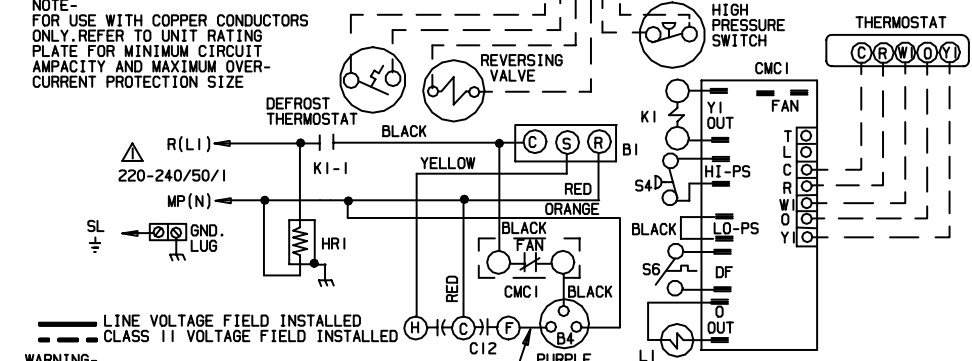 NOTE-
FOR USE WITH COPPER CONDUCTORS
ONLY.REFER TO UNIT RATING
PLATE FOR MINIMUM CIRCUIT
AMPACITY AND MAXIMUM OVER-
CURRENT PROTECTION SIZE
HIGH
PRESSURE
SWITCH
THERMOSTAT
C R W1 O Y1
REVERSING
VALVE
DEFROST
THERMOSTAT
CMC1
FAN
K1
Y1
OUT
T
L
C
R
W1
O
Y1
R(L1)
BLACK
K1-1
C S R
B1
HI-PS
S4
!
220-240/50/1
YELLOW
RED
MP(N)
ORANGE
SL
GND.
LUG
HR1
BLACK
FAN
CMC1
BLACK
BLACK
LO-PS
S6
DF
RED
O
OUT
L1
LINE VOLTAGE FIELD INSTALLED
CLASS II VOLTAGE FIELD INSTALLED
H C F
C12
B4
PURPLE
WARNING-